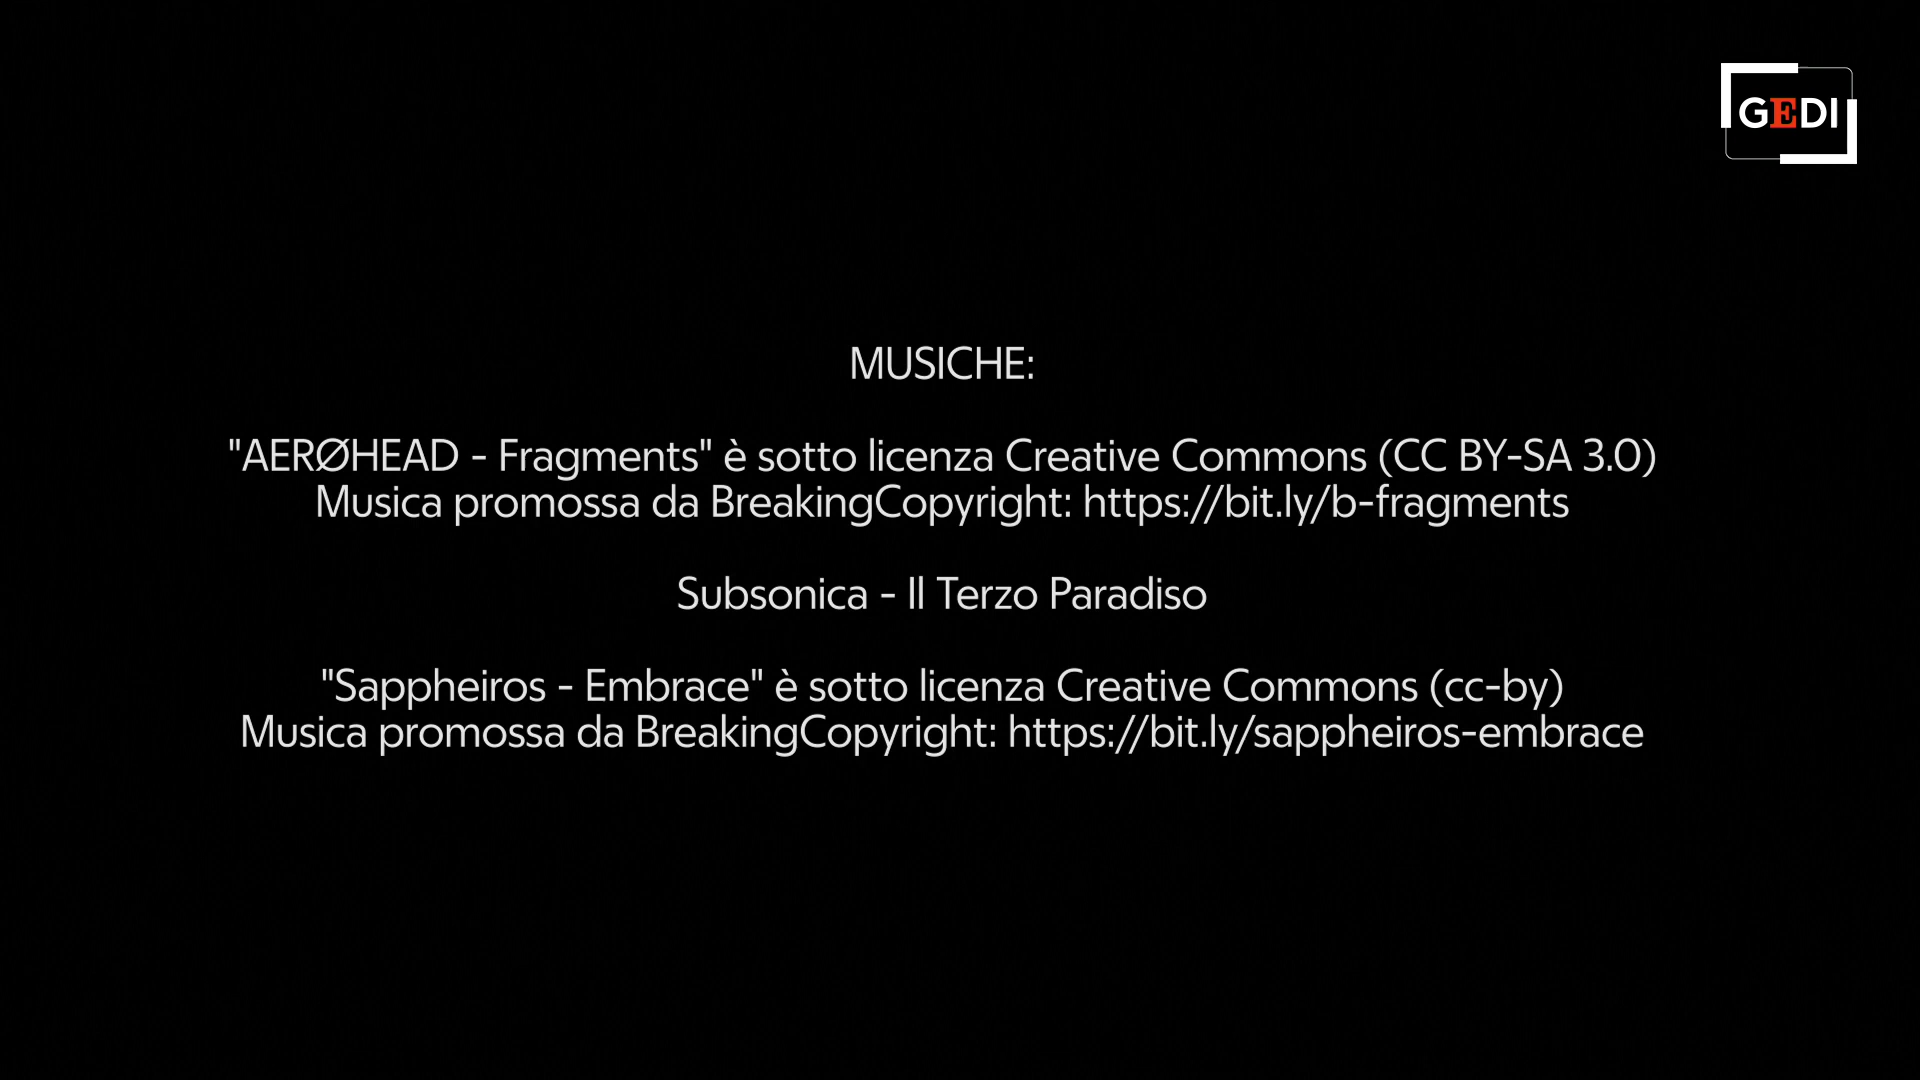 GEDI
MUSICHE:
"AERØHEAD - Fragments" è sotto licenza Creative Commons (CC BY-SA 3.0)
Musica promossa da BreakingCopyright: https://bit.ly/b-fragments
Subsonica - Il Terzo Paradiso
"Sappheiros - Embrace" è sotto licenza Creative Commons (cc-by)
Musica promossa da BreakingCopyright: https://bit.ly/sappheiros-embrace